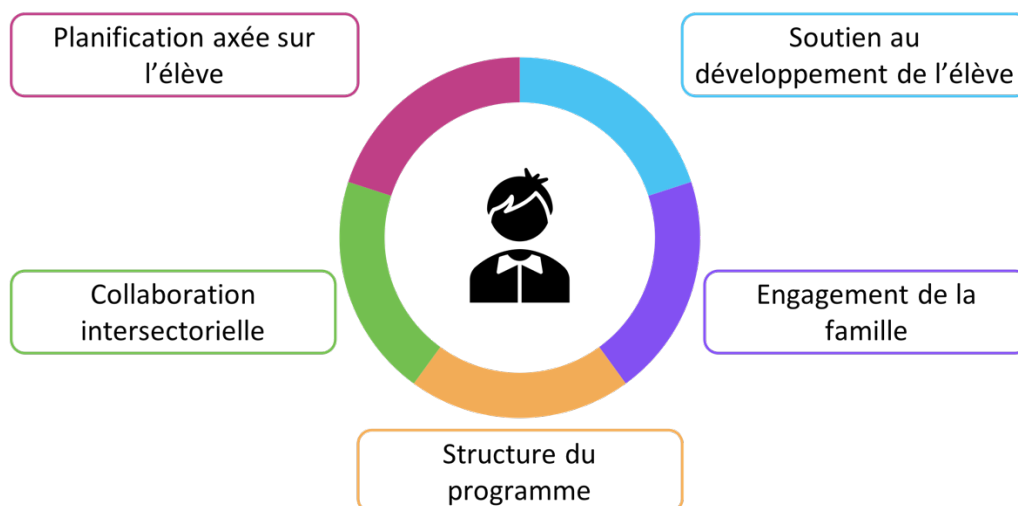 Planification axée sur
l’élève
Soutien au
développement de l’élève
Collaboration
intersectorielle
Engagement de la
famille
Structure du
programme